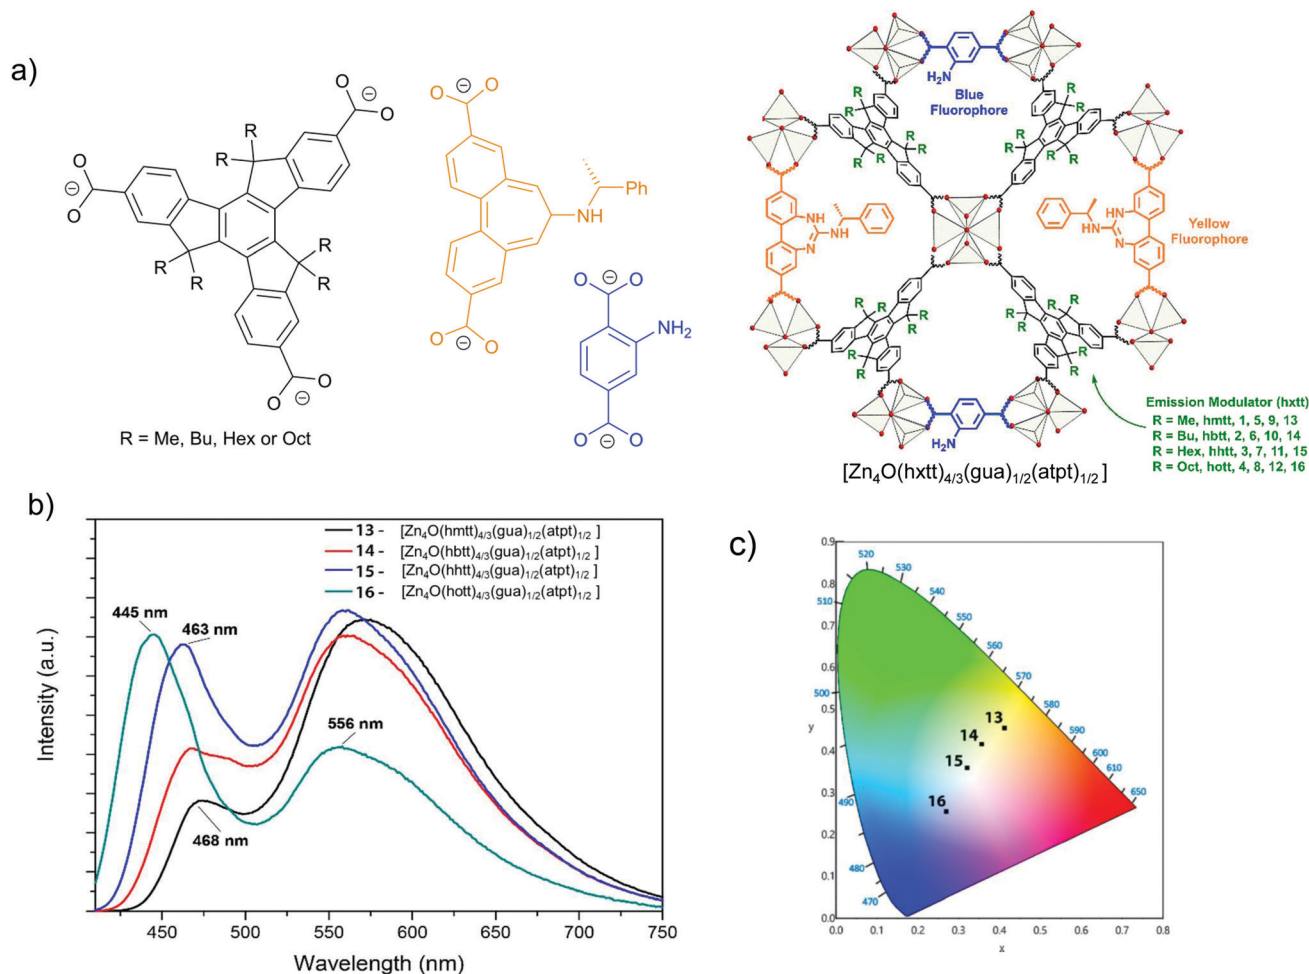 a)
O
⊖
O
R
R
O
⊖
O
R
R
R
R
O
⊖
O
R = Me, Bu, Hex or Oct
⊖
O
O
NH
Ph
O
⊖
O
⊖
O
O
NH2
O
⊖
O
H2N
Blue
Fluorophore
R
R
R
R
R
R
R
R
R
R
R
R
NH
N
NH
HN
HN
N
Yellow
Fluorophore
R
R
R
R
R
R
R
R
R
R
R
R
H2N
Emission Modulator (hxtt)
R = Me, hmtt, 1, 5, 9, 13
R = Bu, hbtt, 2, 6, 10, 14
R = Hex, hhtt, 3, 7, 11, 15
R = Oct, hott, 4, 8, 12, 16
[Zn4O(hxtt)4/3(gua)1/2(atpt)1/2 ]
b)
13 - [Zn4O(hmtt)4/3(gua)1/2(atpt)1/2 ]
14 - [Zn4O(hbtt)4/3(gua)1/2(atpt)1/2 ]
15 - [Zn4O(hhtt)4/3(gua)1/2(atpt)1/2 ]
16 - [Zn4O(hott)4/3(gua)1/2(atpt)1/2 ]
445 nm
463 nm
556 nm
468 nm
Intensity (a.u.)
450 500 550 600 650 700 750
Wavelength (nm)
c)
0.9
0.8
0.7
0.6
0.5
y
0.4
0.3
0.2
0.1
0.0
520
530
540
550
560
570
580
590
600
610
650
510
500
490
480
470
13
14
15
16
0.0 0.1 0.2 0.3 0.4 0.5 0.6 0.7 0.8
x